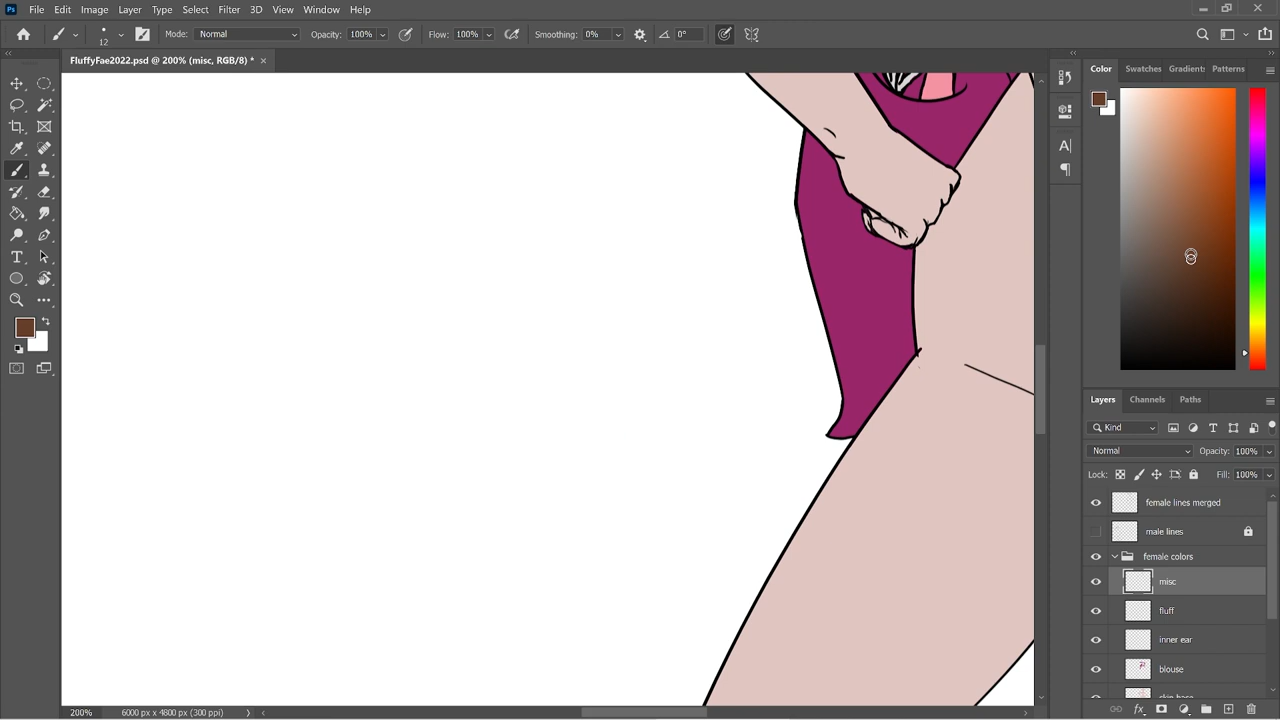 Ps File Edit Image Layer Type Select Filter 3D View Window Help
12 Mode: Normal Opacity: 100% Flow: 100% Smoothing: 0% 0°
FluffyFae2022.psd @ 200% (misc, RGB/8) * ×
Color Swatches Gradients Patterns
Layers Channels Paths
Kind
Normal Opacity: 100%
Lock: Fill: 100%
female lines merged
male lines
female colors
misc
fluff
inner ear
blouse
skin base
200% 6000 px x 4800 px (300 ppi)